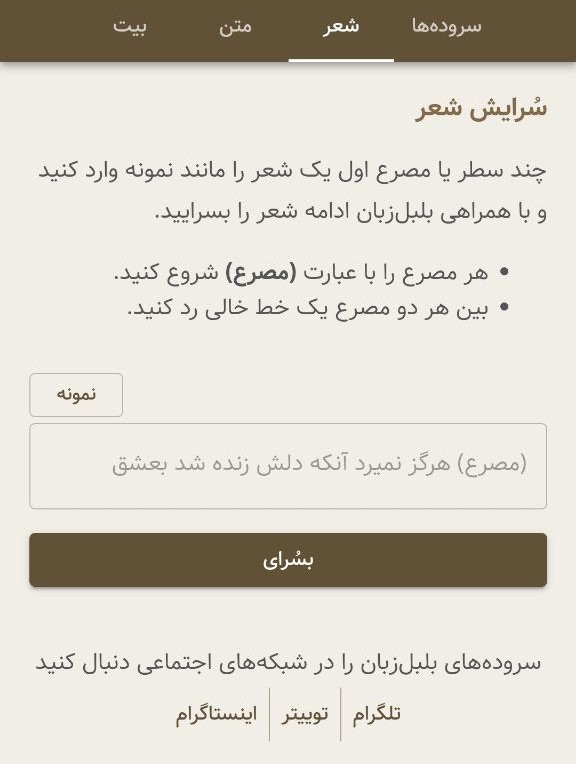 سروده‌ها شعر متن بیت
سُرایش شعر
چند سطر یا مصرع اول یک شعر را مانند نمونه وارد کنید
و با همراهی بلبل‌زبان ادامه شعر را بسرایید.
• هر مصرع را با عبارت (مصرع) شروع کنید.
• بین هر دو مصرع یک خط خالی رد کنید.
نمونه
(مصرع) هرگز نمیرد آنکه دلش زنده شد بعشق
بسُرای
سروده‌های بلبل‌زبان را در شبکه‌های اجتماعی دنبال کنید
تلگرام | توییتر | اینستاگرام